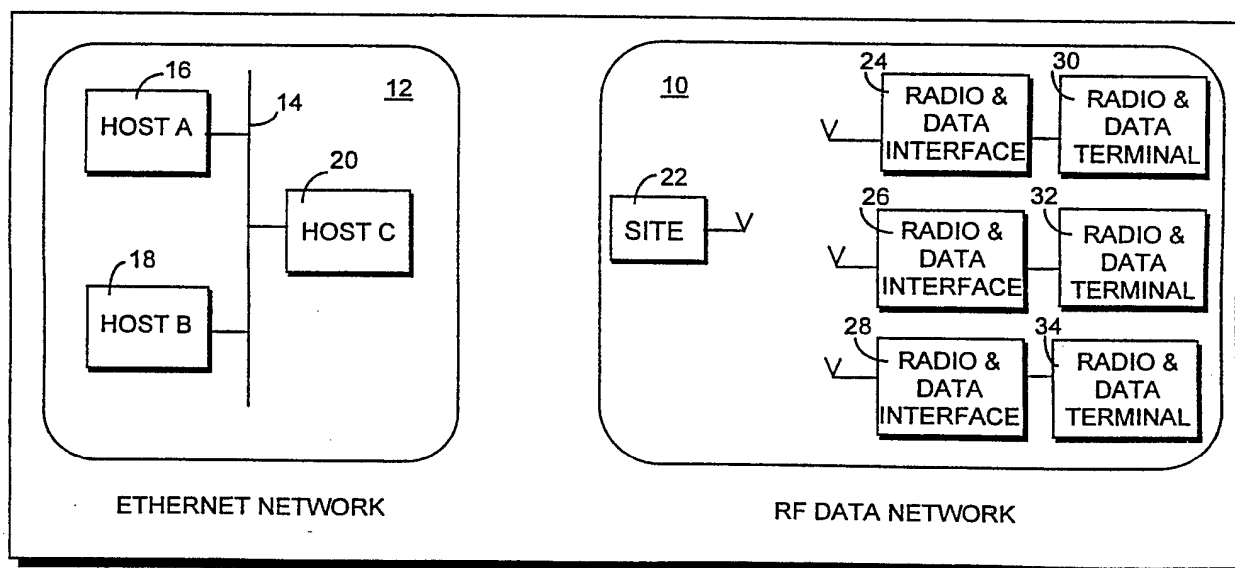 16
HOST A
14
12
20
HOST C
18
HOST B
ETHERNET NETWORK
10
22
SITE
24
RADIO &
DATA
INTERFACE
30
RADIO &
DATA
TERMINAL
26
RADIO &
DATA
INTERFACE
32
RADIO &
DATA
TERMINAL
28
RADIO &
DATA
INTERFACE
34
RADIO &
DATA
TERMINAL
RF DATA NETWORK